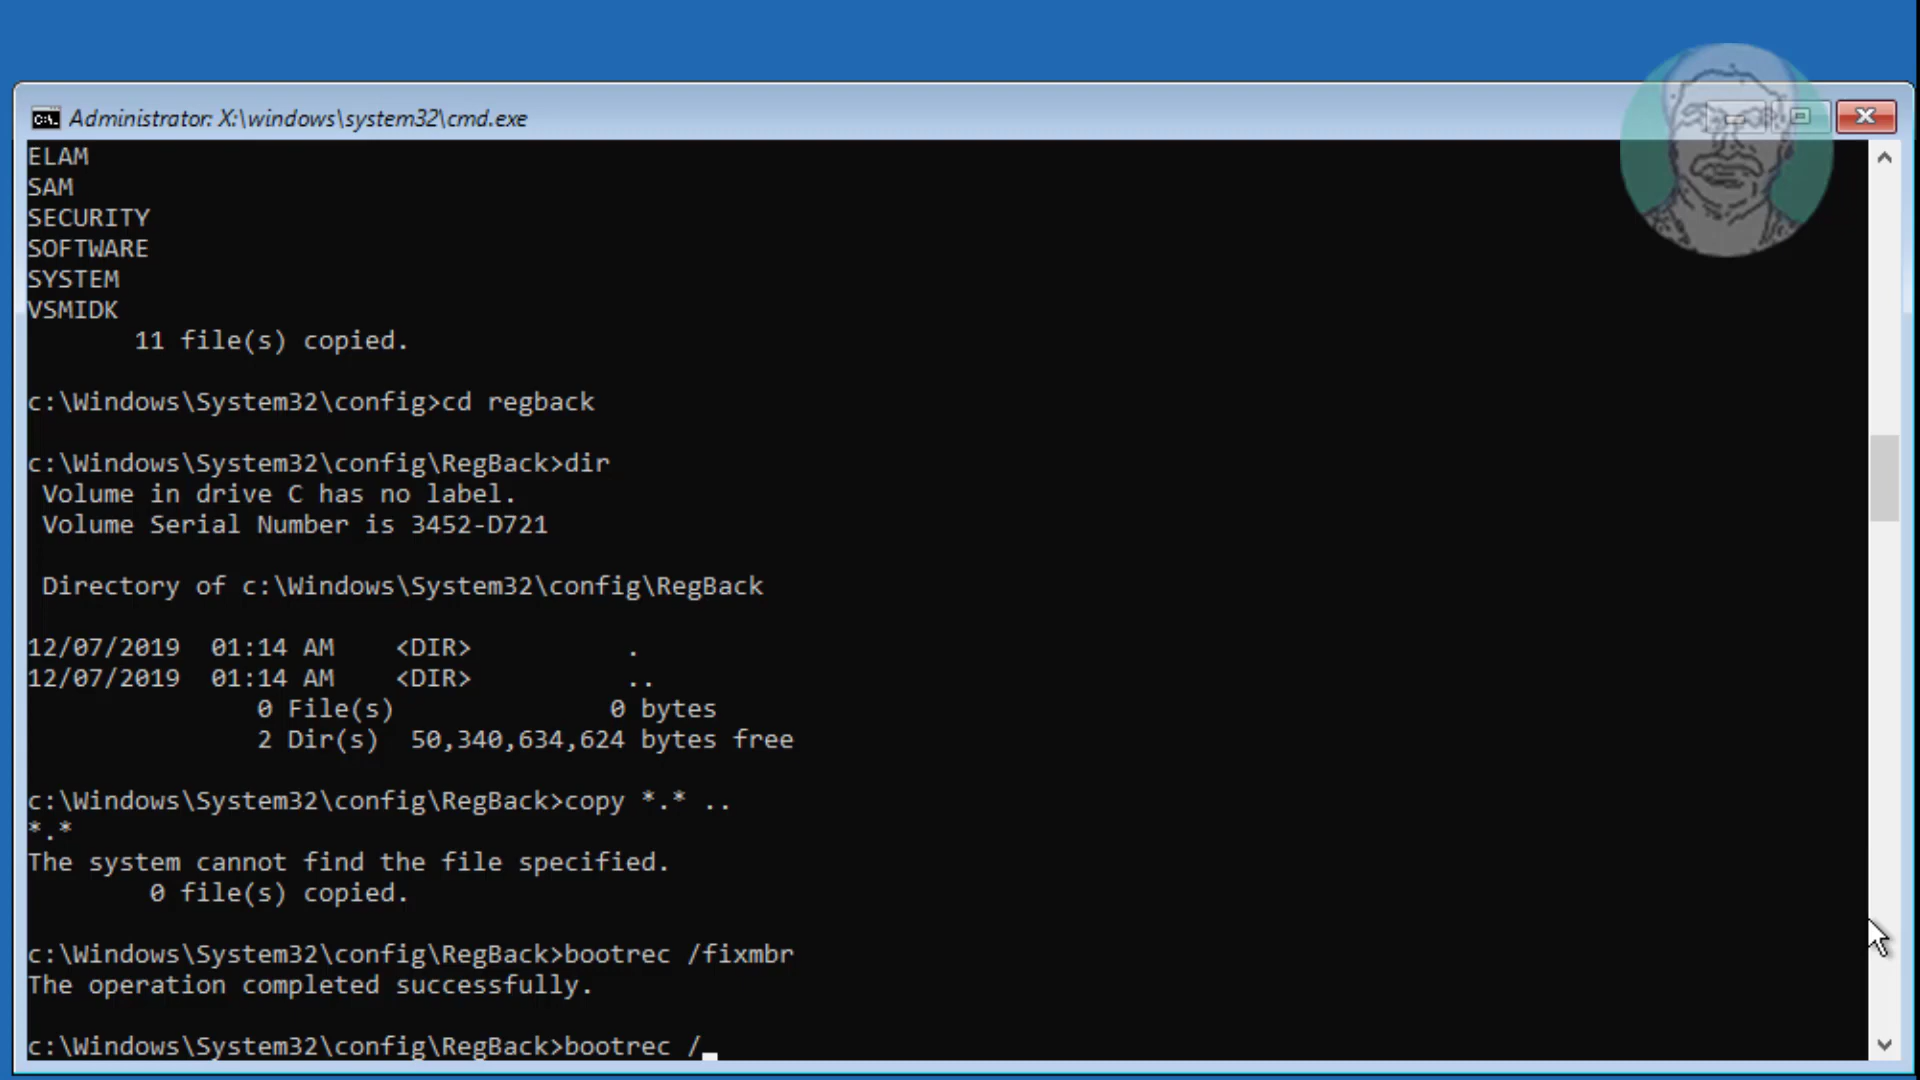 Administrator: X:\windows\system32\cmd.exe
ELAM
SAM
SECURITY
SOFTWARE
SYSTEM
VSMIDK
11 file(s) copied.
c:\Windows\System32\config>cd regback
c:\Windows\System32\config\RegBack>dir
Volume in drive C has no label.
Volume Serial Number is 3452-D721
Directory of c:\Windows\System32\config\RegBack
12/07/2019 01:14 AM <DIR> .
12/07/2019 01:14 AM <DIR> ..
0 File(s) 0 bytes
2 Dir(s) 50,340,634,624 bytes free
c:\Windows\System32\config\RegBack>copy *.* ..
*.*
The system cannot find the file specified.
0 file(s) copied.
c:\Windows\System32\config\RegBack>bootrec /fixmbr
The operation completed successfully.
c:\Windows\System32\config\RegBack>bootrec /